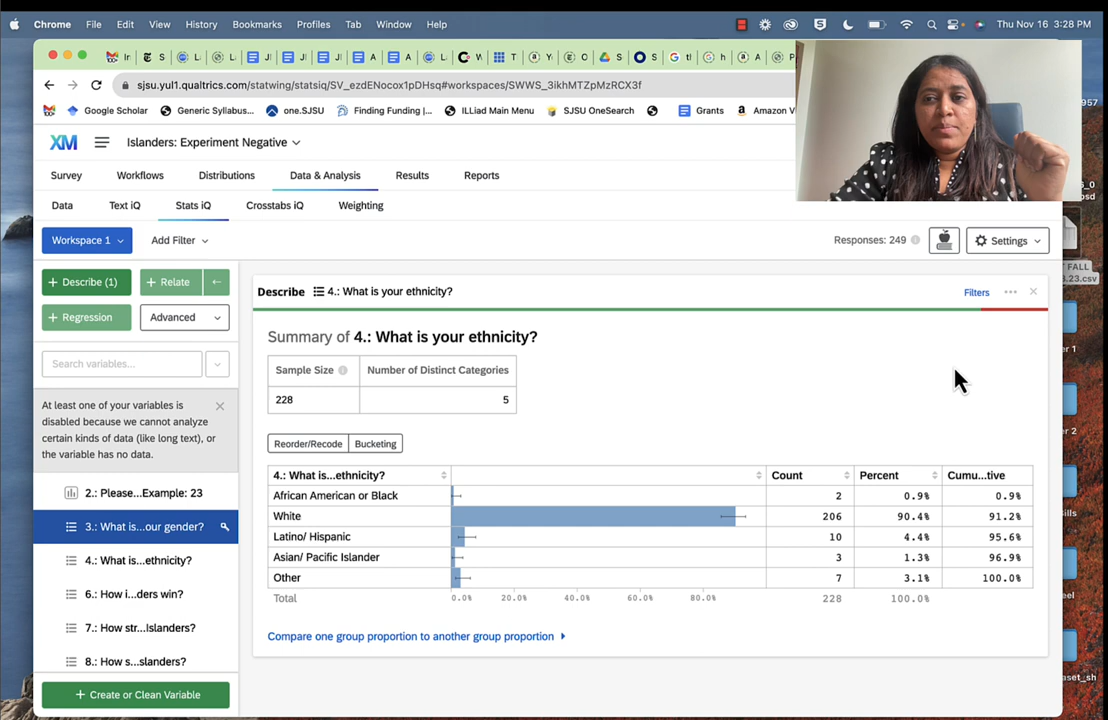 Chrome File Edit View History Bookmarks Profiles Tab Window Help Thu Nov 16 3:28 PM
sjsu.yul1.qualtrics.com/statwing/statsiq/SV_ezdENocox1pDHsq#workspaces/SWWS_3ikhMTZpMzRCX3f
Google Scholar Generic Syllabus... one.SJSU Finding Funding |... ILLiad Main Menu SJSU OneSearch Grants Amazon V
957
XM Islanders: Experiment Negative
Survey Workflows Distributions Data & Analysis Results Reports
Data Text iQ Stats iQ Crosstabs iQ Weighting
Workspace 1 Add Filter Responses: 249 Settings
+ Describe (1) + Relate ←
+ Regression Advanced
Search variables...
At least one of your variables is
disabled because we cannot analyze
certain kinds of data (like long text), or
the variable has no data.
2.: Please...Example: 23
3.: What is...our gender?
4.: What is...ethnicity?
6.: How i...ders win?
7.: How str...Islanders?
8.: How s...slanders?
+ Create or Clean Variable
Describe 4.: What is your ethnicity? Filters
Summary of 4.: What is your ethnicity?
Sample Size Number of Distinct Categories
228 5
Reorder/Recode Bucketing
4.: What is...ethnicity? Count Percent Cumu...tive
African American or Black 2 0.9% 0.9%
White 206 90.4% 91.2%
Latino/ Hispanic 10 4.4% 95.6%
Asian/ Pacific Islander 3 1.3% 96.9%
Other 7 3.1% 100.0%
Total 0.0% 20.0% 40.0% 60.0% 80.0% 228 100.0%
Compare one group proportion to another group proportion
FALL